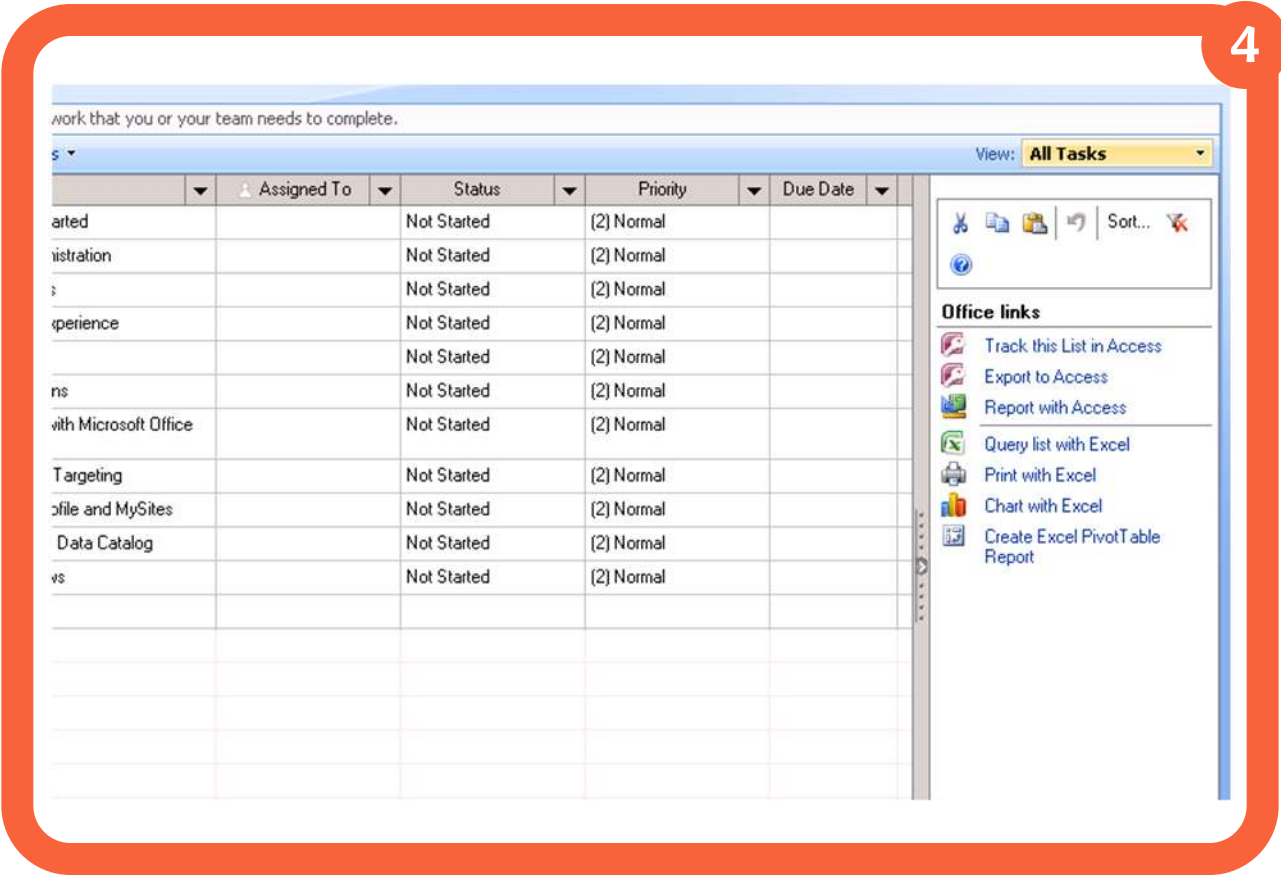 4
work that you or your team needs to complete.
s
View: All Tasks
Assigned To Status Priority Due Date
arted Not Started (2) Normal
nistration Not Started (2) Normal
s Not Started (2) Normal
xperience Not Started (2) Normal
Not Started (2) Normal
ns Not Started (2) Normal
with Microsoft Office Not Started (2) Normal
Targeting Not Started (2) Normal
ofile and MySites Not Started (2) Normal
Data Catalog Not Started (2) Normal
ws Not Started (2) Normal
Sort...
Office links
Track this List in Access
Export to Access
Report with Access
Query list with Excel
Print with Excel
Chart with Excel
Create Excel PivotTable
Report